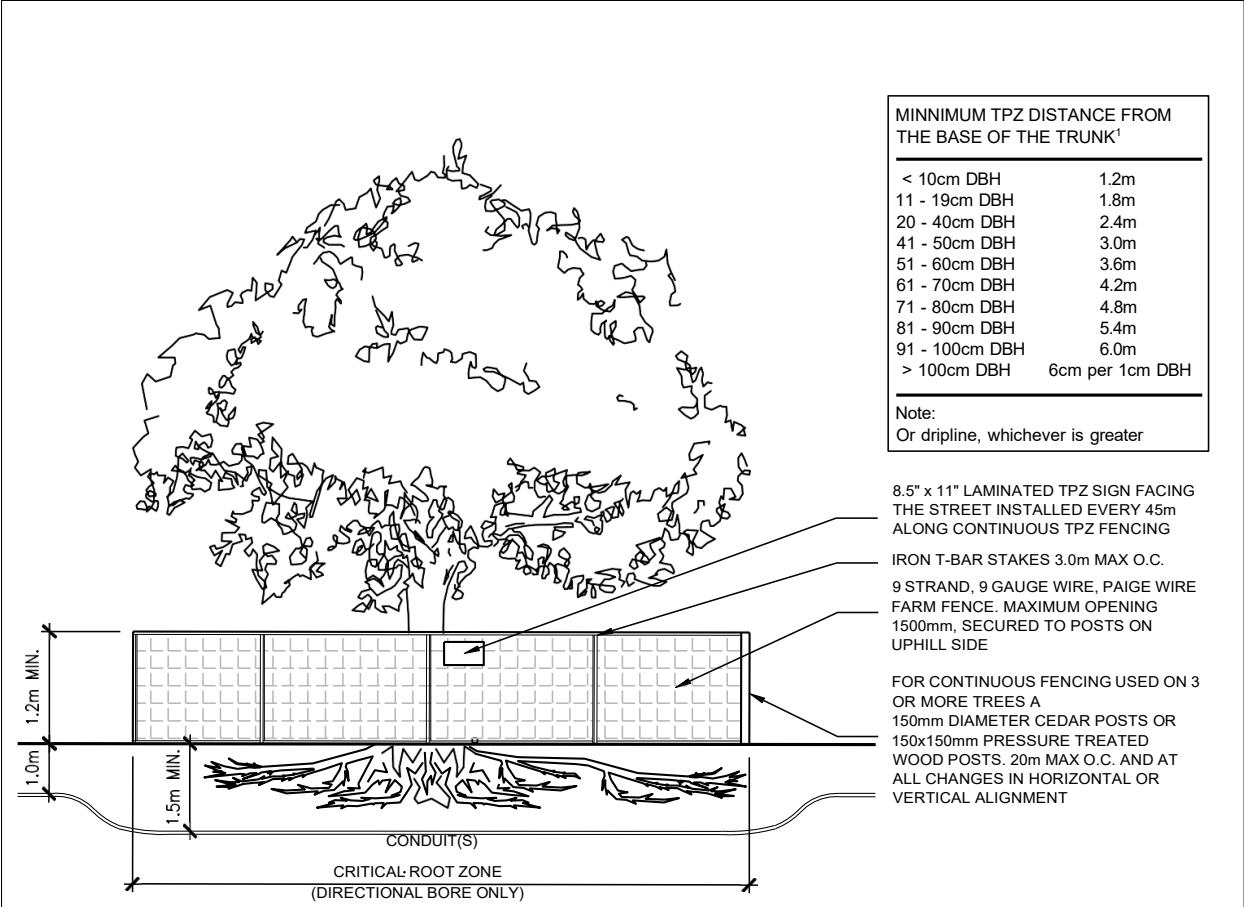 MINNIMUM TPZ DISTANCE FROM
THE BASE OF THE TRUNK¹
< 10cm DBH 1.2m
11 - 19cm DBH 1.8m
20 - 40cm DBH 2.4m
41 - 50cm DBH 3.0m
51 - 60cm DBH 3.6m
61 - 70cm DBH 4.2m
71 - 80cm DBH 4.8m
81 - 90cm DBH 5.4m
91 - 100cm DBH 6.0m
> 100cm DBH 6cm per 1cm DBH
Note:
Or dripline, whichever is greater
8.5" x 11" LAMINATED TPZ SIGN FACING
THE STREET INSTALLED EVERY 45m
ALONG CONTINUOUS TPZ FENCING
IRON T-BAR STAKES 3.0m MAX O.C.
9 STRAND, 9 GAUGE WIRE, PAIGE WIRE
FARM FENCE. MAXIMUM OPENING
1500mm, SECURED TO POSTS ON
UPHILL SIDE
FOR CONTINUOUS FENCING USED ON 3
OR MORE TREES A
150mm DIAMETER CEDAR POSTS OR
150x150mm PRESSURE TREATED
WOOD POSTS. 20m MAX O.C. AND AT
ALL CHANGES IN HORIZONTAL OR
VERTICAL ALIGNMENT
1.2m MIN.
1.0m
1.5m MIN.
CONDUIT(S)
CRITICAL ROOT ZONE
(DIRECTIONAL BORE ONLY)